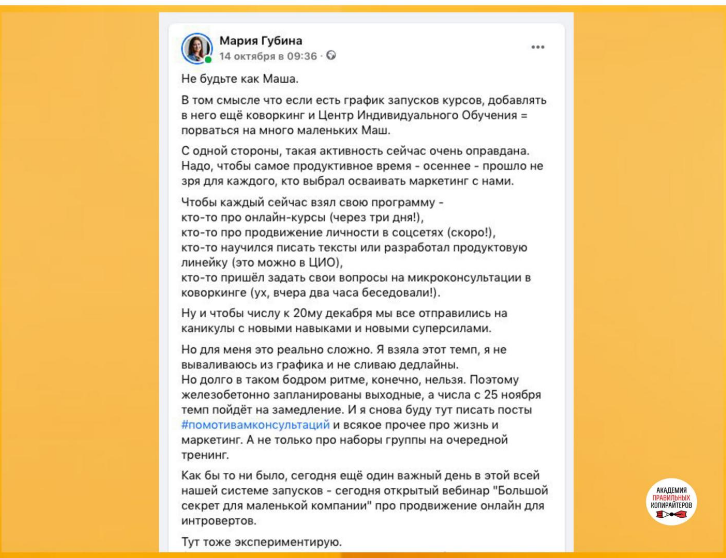 Мария Губина
14 октября в 09:36 ·
Не будьте как Маша.
В том смысле что если есть график запусков курсов, добавлять
в него ещё коворкинг и Центр Индивидуального Обучения =
порваться на много маленьких Маш.
С одной стороны, такая активность сейчас очень оправдана.
Надо, чтобы самое продуктивное время - осеннее - прошло не
зря для каждого, кто выбрал осваивать маркетинг с нами.
Чтобы каждый сейчас взял свою программу -
кто-то про онлайн-курсы (через три дня!),
кто-то про продвижение личности в соцсетях (скоро!),
кто-то научился писать тексты или разработал продуктовую
линейку (это можно в ЦИО),
кто-то пришёл задать свои вопросы на микроконсультации в
коворкинге (ух, вчера два часа беседовали!).
Ну и чтобы числу к 20му декабря мы все отправились на
каникулы с новыми навыками и новыми суперсилами.
Но для меня это реально сложно. Я взяла этот темп, я не
вываливаюсь из графика и не сливаю дедлайны.
Но долго в таком бодром ритме, конечно, нельзя. Поэтому
железобетонно запланированы выходные, а числа с 25 ноября
темп пойдёт на замедление. И я снова буду тут писать посты
#помотивамконсультаций и всякое прочее про жизнь и
маркетинг. А не только про наборы группы на очередной
тренинг.
Как бы то ни было, сегодня ещё один важный день в этой всей
нашей системе запусков - сегодня открытый вебинар "Большой
секрет для маленькой компании" про продвижение онлайн для
интровертов.
Тут тоже экспериментирую.
АКАДЕМИЯ
ПРАВИЛЬНЫХ
КОПИРАЙТЕРОВ